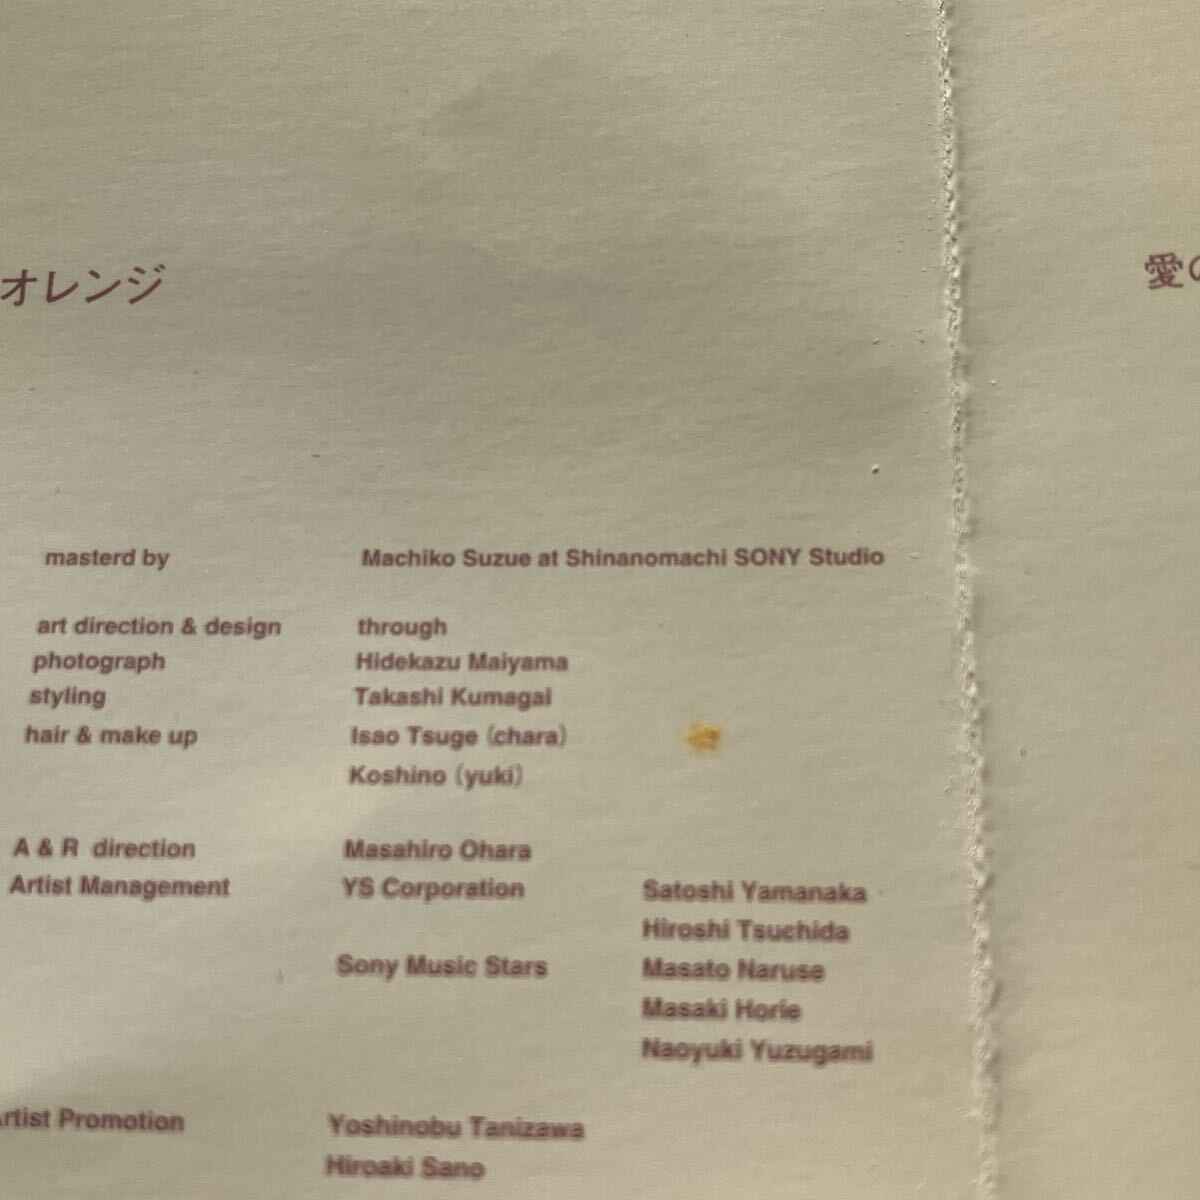 オレンジ
愛の
masterd by Machiko Suzue at Shinanomachi SONY Studio
art direction & design through
photograph Hidekazu Maiyama
styling Takashi Kumagai
hair & make up Isao Tsuge (chara)
Koshino (yuki)
A & R direction Masahiro Ohara
Artist Management YS Corporation Satoshi Yamanaka
Hiroshi Tsuchida
Sony Music Stars Masato Naruse
Masaki Horie
Naoyuki Yuzugami
Artist Promotion Yoshinobu Tanizawa
Hiroaki Sano